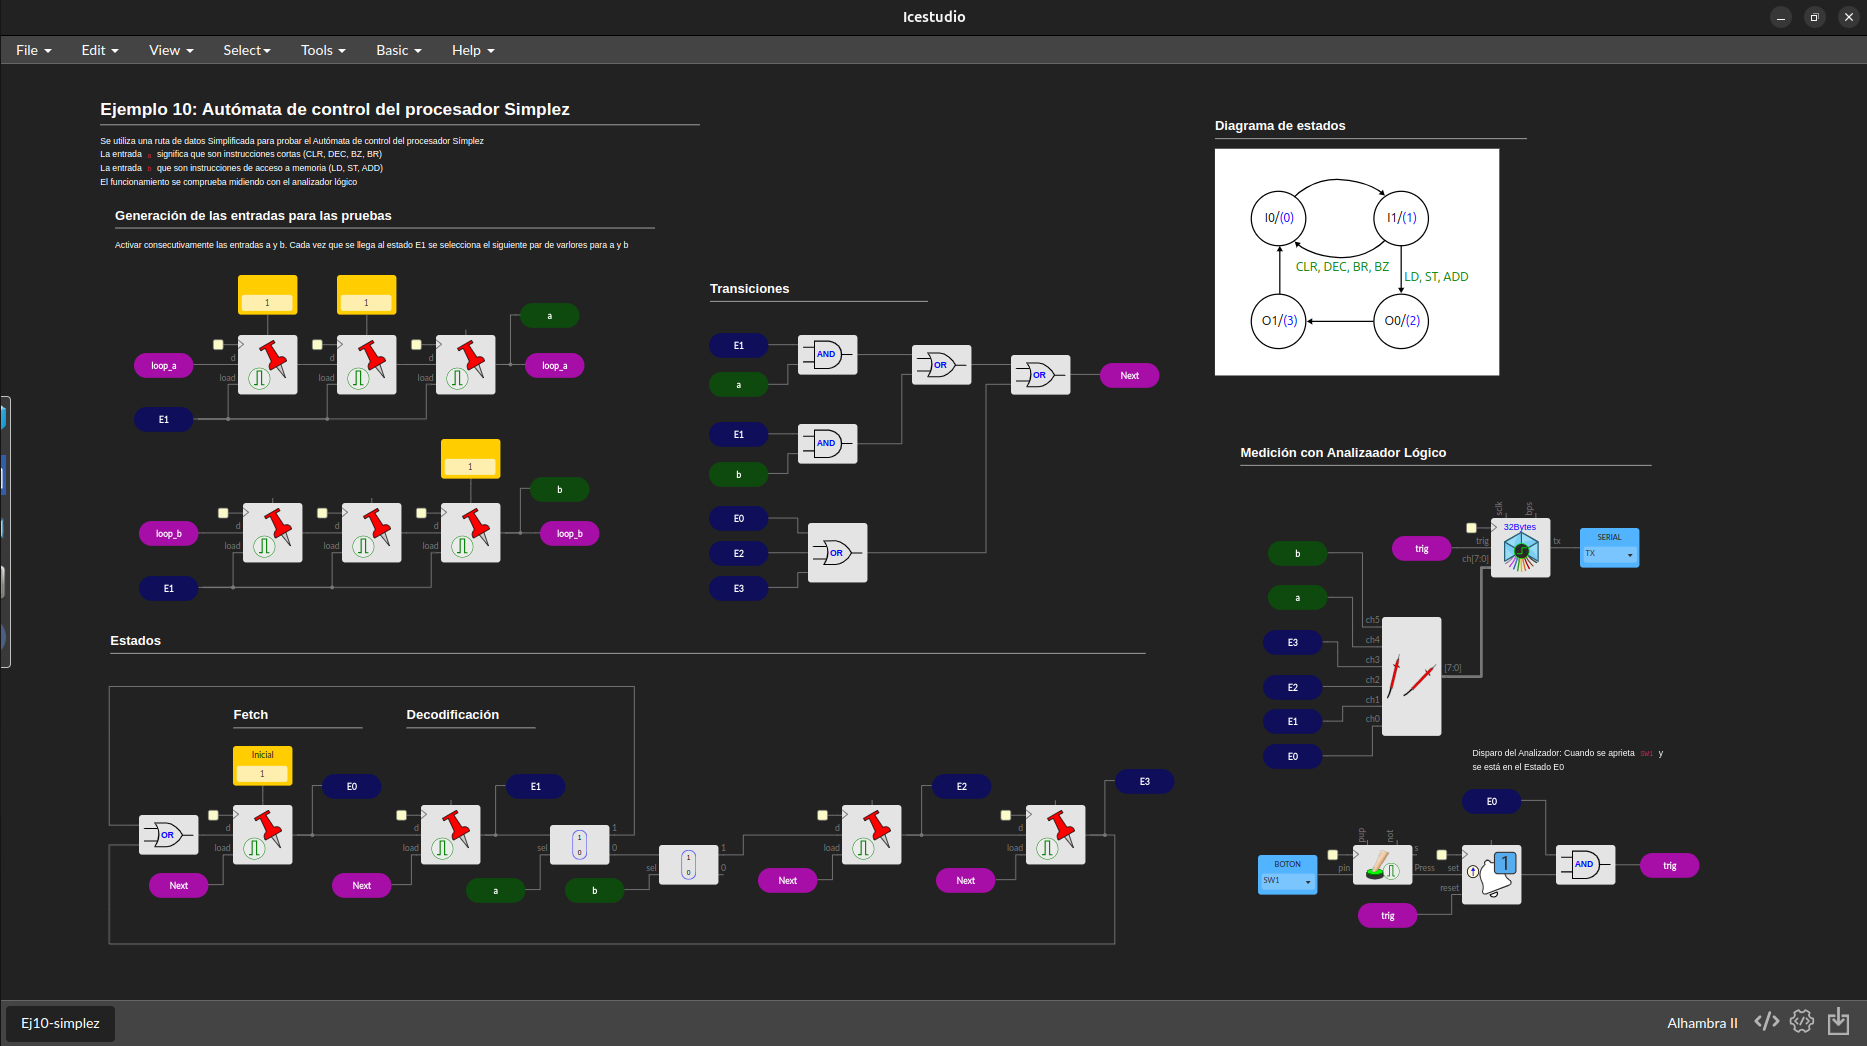 Icestudio
File Edit View Select Tools Basic Help
Ejemplo 10: Autómata de control del procesador Simplez
Se utiliza una ruta de datos Simplificada para probar el Autómata de control del procesador Símplez
La entrada a significa que son instrucciones cortas (CLR, DEC, BZ, BR)
La entrada b que son instrucciones de acceso a memoria (LD, ST, ADD)
El funcionamiento se comprueba midiendo con el analizador lógico
Generación de las entradas para las pruebas
Activar consecutivamente las entradas a y b. Cada vez que se llega al estado E1 se selecciona el siguiente par de varlores para a y b
1
1
a
d
d
d
loop_a
loop_a
load
load
load
E1
1
b
d
d
d
loop_b
loop_b
load
load
load
E1
Transiciones
E1
AND
a
OR
OR
Next
E1
AND
b
E0
E2
OR
E3
Diagrama de estados
I0/(0)
I1/(1)
CLR, DEC, BR, BZ
LD, ST, ADD
O1/(3)
O0/(2)
Medición con Analizaador Lógico
sclk
bps
32Bytes
trig
trig
ch[7:0]
tx
SERIAL
TX
b
a
E3
E2
E1
E0
ch5
ch4
ch3
ch2
ch1
ch0
[7:0]
Disparo del Analizador: Cuando se aprieta SW1 y
se está en el Estado E0
E0
BOTON
SW1
pup
not
pin
s
Press
set
reset
1
AND
trig
trig
Estados
Fetch
Decodificación
Inicial
1
E0
E1
E2
E3
OR
d
load
Next
d
load
Next
sel
1
0
1
0
a
b
sel
1
0
1
0
d
load
Next
d
load
Next
Ej10-simplez
Alhambra II